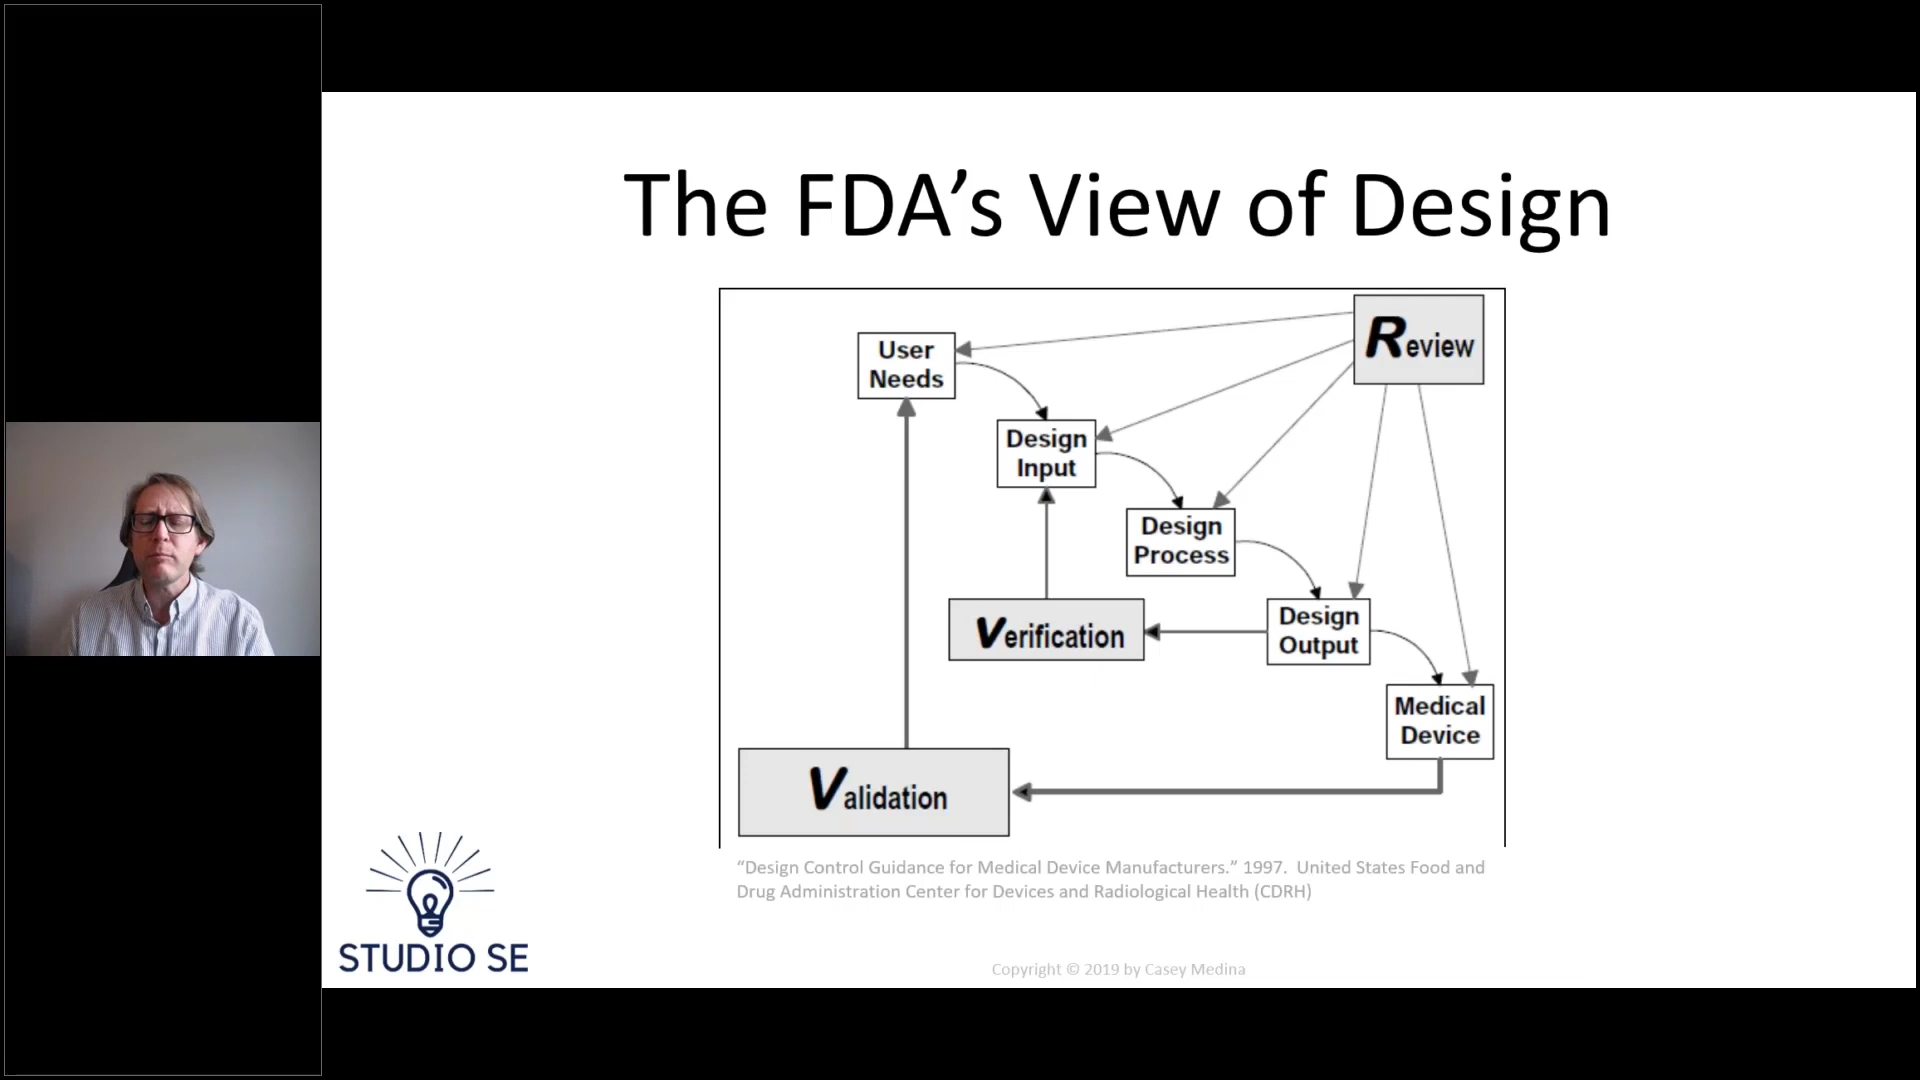 The FDA’s View of Design
Review
User
Needs
Design
Input
Design
Process
Verification
Design
Output
Medical
Device
Validation
“Design Control Guidance for Medical Device Manufacturers.” 1997. United States Food and
Drug Administration Center for Devices and Radiological Health (CDRH)
STUDIO SE
Copyright © 2019 by Casey Medina